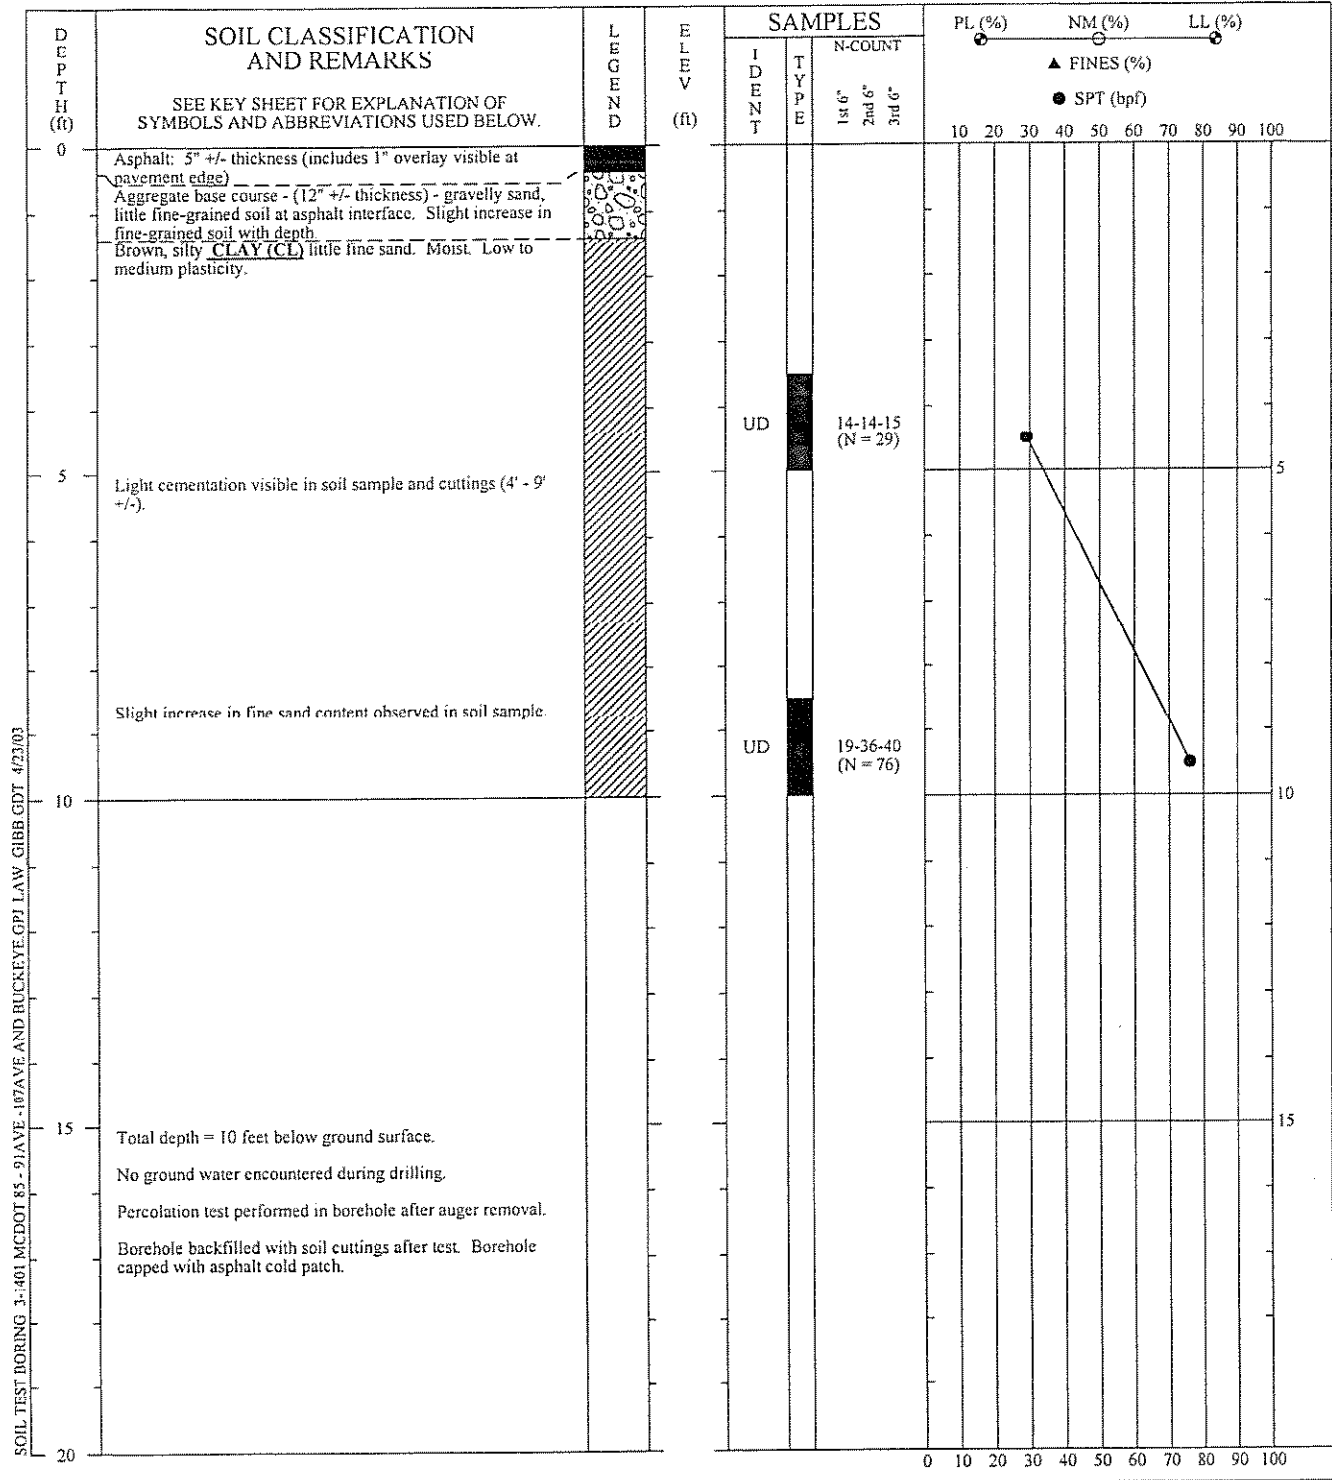 DEPTH (ft)
SOIL CLASSIFICATION
AND REMARKS
SEE KEY SHEET FOR EXPLANATION OF
SYMBOLS AND ABBREVIATIONS USED BELOW.
LEGEND
ELEV (ft)
SAMPLES
IDENT
TYPE
N-COUNT
1st 6"
2nd 6"
3rd 6"
PL (%) NM (%) LL (%)
▲ FINES (%)
● SPT (bpf)
10 20 30 40 50 60 70 80 90 100
0
Asphalt: 5" +/- thickness (includes 1" overlay visible at
pavement edge)
Aggregate base course - (12" +/- thickness) - gravelly sand,
little fine-grained soil at asphalt interface. Slight increase in
fine-grained soil with depth.
Brown, silty CLAY (CL) little fine sand. Moist. Low to
medium plasticity.
UD
14-14-15
(N = 29)
5
5
Light cementation visible in soil sample and cuttings (4' - 9'
+/-).
Slight increase in fine sand content observed in soil sample.
UD
19-36-40
(N = 76)
10
10
15
15
Total depth = 10 feet below ground surface.
No ground water encountered during drilling.
Percolation test performed in borehole after auger removal.
Borehole backfilled with soil cuttings after test. Borehole
capped with asphalt cold patch.
20
0 10 20 30 40 50 60 70 80 90 100
SOIL TEST BORING 3-1401 MCDOT 85 - 91AVE -107AVE AND BUCKEYE.GPJ LAW_GIBB.GDT 4/23/03